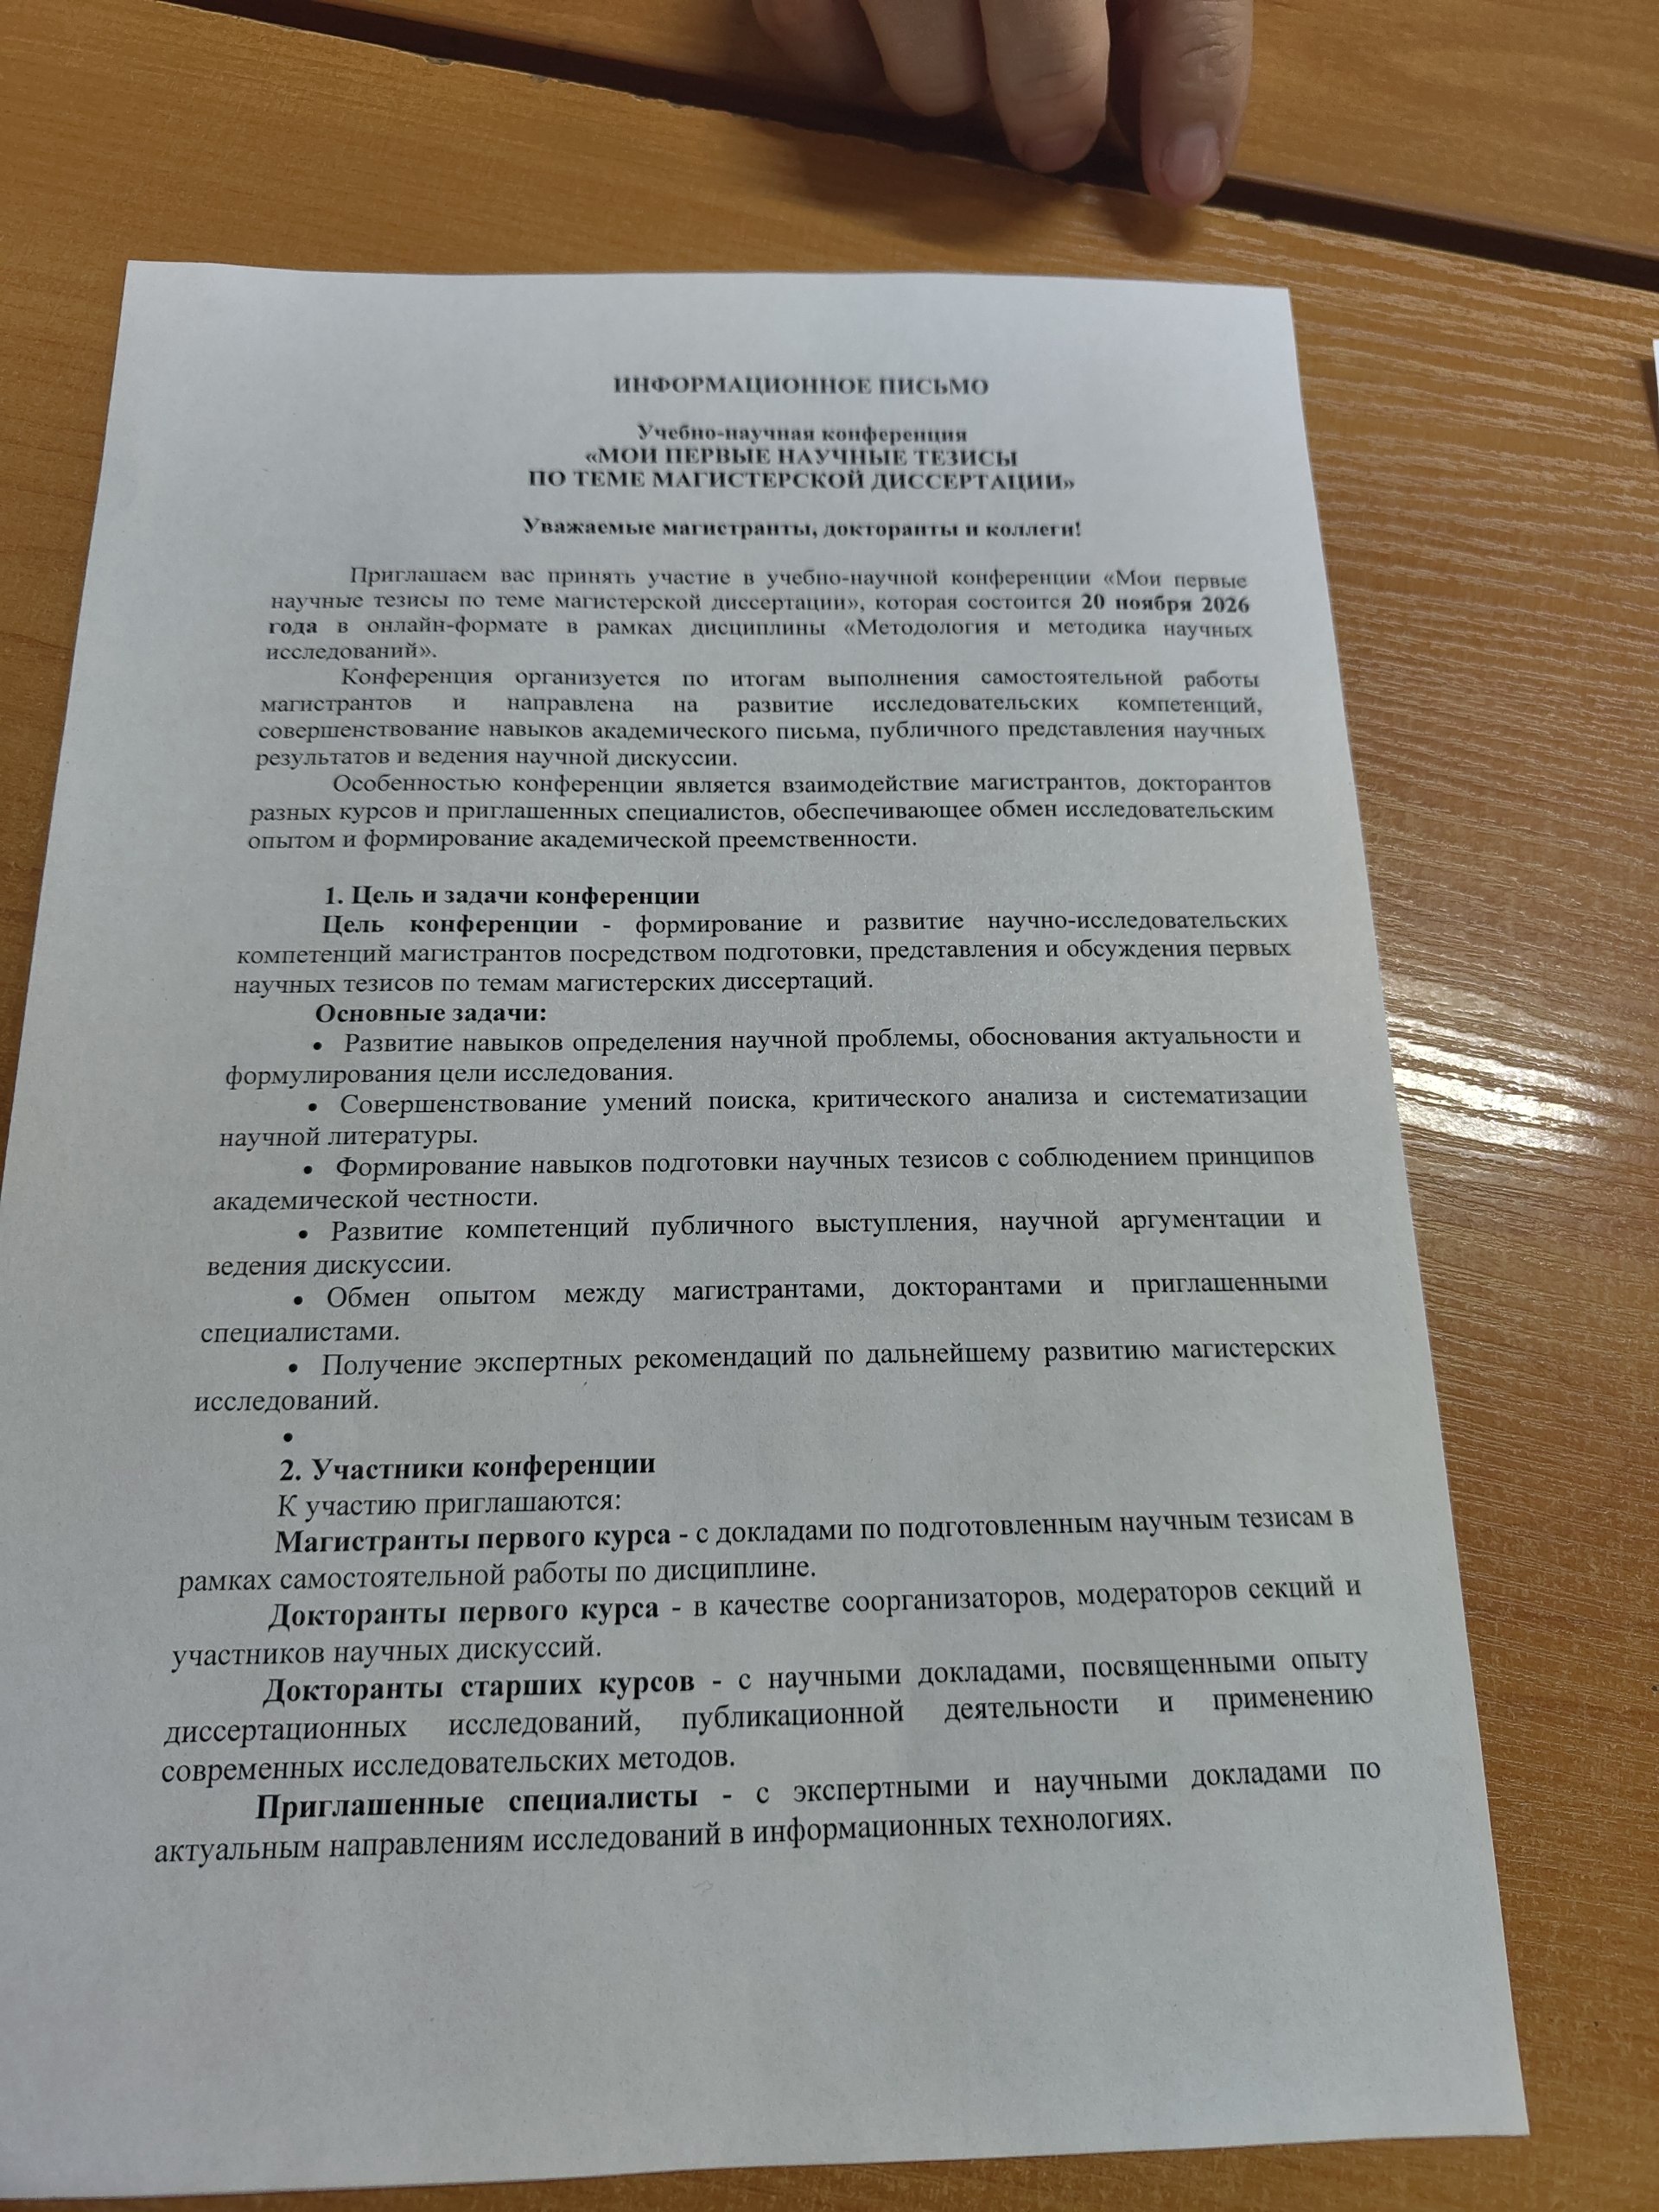 ИНФОРМАЦИОННОЕ ПИСЬМО
Учебно-научная конференция
«МОИ ПЕРВЫЕ НАУЧНЫЕ ТЕЗИСЫ
ПО ТЕМЕ МАГИСТЕРСКОЙ ДИССЕРТАЦИИ»
Уважаемые магистранты, докторанты и коллеги!
Приглашаем вас принять участие в учебно-научной конференции «Мои первые
научные тезисы по теме магистерской диссертации», которая состоится 20 ноября 2026
года в онлайн-формате в рамках дисциплины «Методология и методика научных
исследований».
Конференция организуется по итогам выполнения самостоятельной работы
магистрантов и направлена на развитие исследовательских компетенций,
совершенствование навыков академического письма, публичного представления научных
результатов и ведения научной дискуссии.
Особенностью конференции является взаимодействие магистрантов, докторантов
разных курсов и приглашенных специалистов, обеспечивающее обмен исследовательским
опытом и формирование академической преемственности.
1. Цель и задачи конференции
Цель конференции - формирование и развитие научно-исследовательских
компетенций магистрантов посредством подготовки, представления и обсуждения первых
научных тезисов по темам магистерских диссертаций.
Основные задачи:
• Развитие навыков определения научной проблемы, обоснования актуальности и
формулирования цели исследования.
• Совершенствование умений поиска, критического анализа и систематизации
научной литературы.
• Формирование навыков подготовки научных тезисов с соблюдением принципов
академической честности.
• Развитие компетенций публичного выступления, научной аргументации и
ведения дискуссии.
• Обмен опытом между магистрантами, докторантами и приглашенными
специалистами.
• Получение экспертных рекомендаций по дальнейшему развитию магистерских
исследований.
•
2. Участники конференции
К участию приглашаются:
Магистранты первого курса - с докладами по подготовленным научным тезисам в
рамках самостоятельной работы по дисциплине.
Докторанты первого курса - в качестве соорганизаторов, модераторов секций и
участников научных дискуссий.
Докторанты старших курсов - с научными докладами, посвященными опыту
диссертационных исследований, публикационной деятельности и применению
современных исследовательских методов.
Приглашенные специалисты - с экспертными и научными докладами по
актуальным направлениям исследований в информационных технологиях.